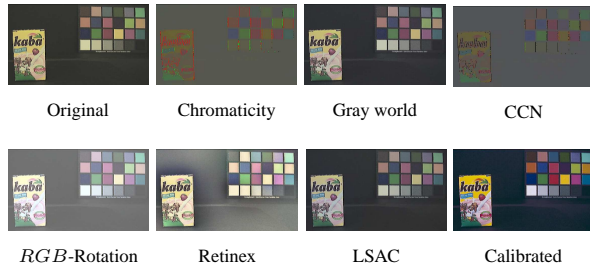 kaba
kaba
Original
Chromaticity
Gray world
CCN
kaba
kaba
kaba
kaba
RGB-Rotation
Retinex
LSAC
Calibrated